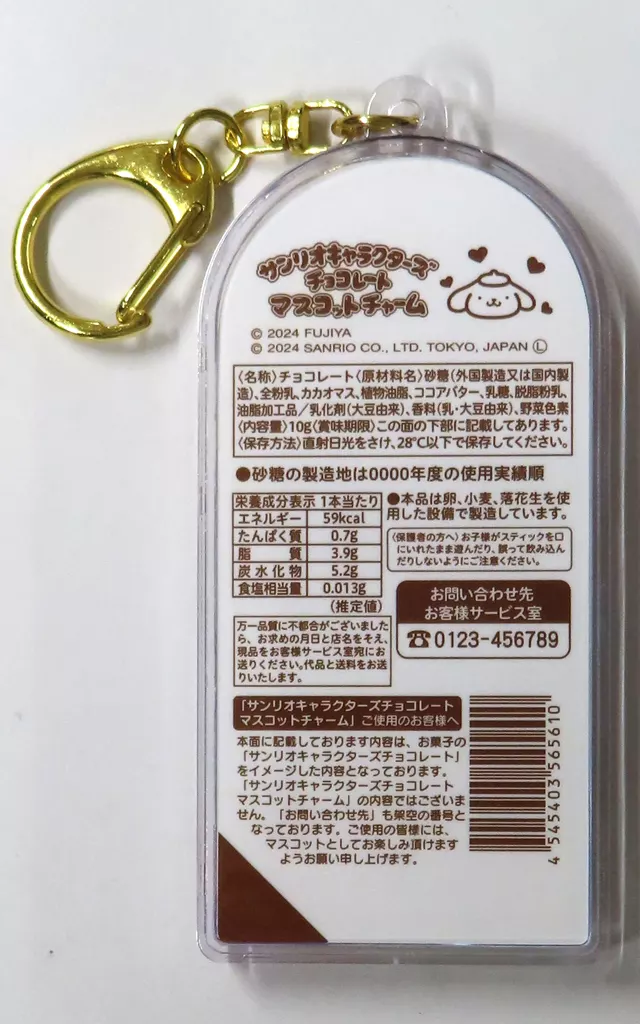 サンリオキャラクターズ
チョコレート
マスコットチャーム
© 2024 FUJIYA
© 2024 SANRIO CO., LTD. TOKYO, JAPAN Ⓛ
〈名称〉チョコレート〈原材料名〉砂糖(外国製造又は国内製
造)、全粉乳、カカオマス、植物油脂、ココアバター、乳糖、脱脂粉乳、
油脂加工品／乳化剤(大豆由来)、香料(乳・大豆由来)、野菜色素
〈内容量〉10g〈賞味期限〉この面の下部に記載してあります。
〈保存方法〉直射日光をさけ、28℃以下で保存してください。
●砂糖の製造地は0000年度の使用実績順
栄養成分表示 1本当たり
エネルギー 59kcal
たんぱく質 0.7g
脂質 3.9g
炭水化物 5.2g
食塩相当量 0.013g
(推定値)
●本品は卵、小麦、落花生を使
用した設備で製造しています。
〈保護者の方へ〉お子様がスティックを口
にいれたまま遊んだり、誤って飲み込ん
だりしないようにご注意ください。
お問い合わせ先
お客様サービス室
☎0123-456789
万一品質に不都合がございました
ら、お求めの月日と店名をそえ、
現品をお客様サービス室宛にお
送りください。代品と送料をお送
りいたします。
「サンリオキャラクターズチョコレート
マスコットチャーム」ご使用のお客様へ
本面に記載しております内容は、お菓子の
「サンリオキャラクターズチョコレート」
をイメージした内容となっております。
「サンリオキャラクターズチョコレート
マスコットチャーム」の内容ではございま
せん。「お問い合わせ先」も架空の番号と
なっております。ご使用の皆様には、
マスコットとしてお楽しみ頂けます
ようお願い申し上げます。
4 545403 565610